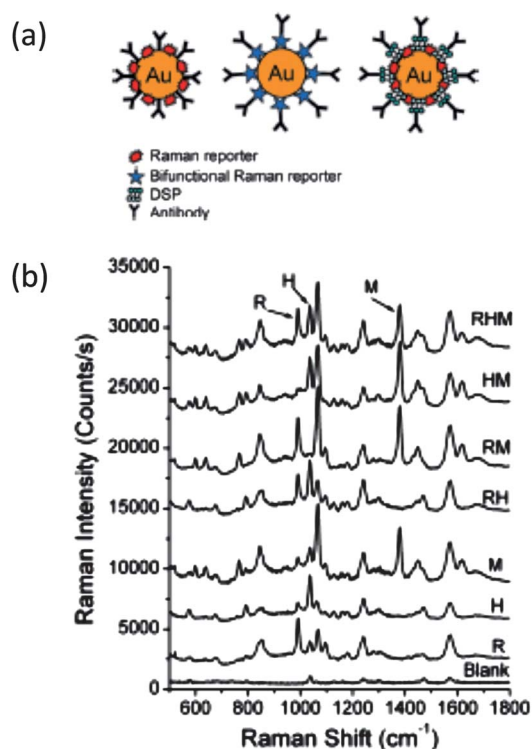 (a)
Au Au Au
Raman reporter
Bifunctional Raman reporter
DSP
Antibody
(b)
35000
30000
25000
20000
15000
10000
5000
0
Raman Intensity (Counts/s)
R H M
RHM
HM
RM
RH
M
H
R
Blank
600 800 1000 1200 1400 1600 1800
Raman Shift (cm-1)